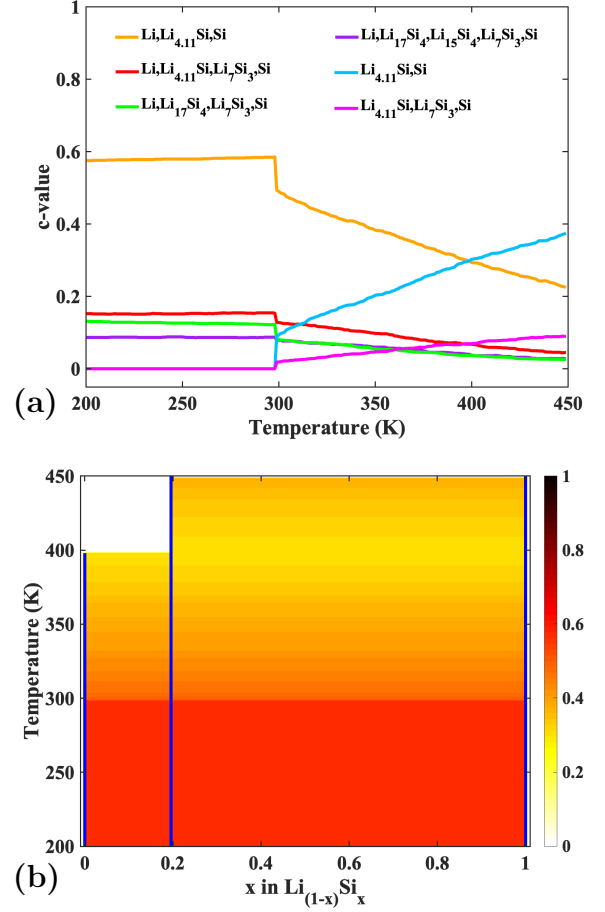 1
0.8
0.6
0.4
0.2
0
c-value
Li,Li4.11Si,Si
Li,Li4.11Si,Li7Si3,Si
Li,Li17Si4,Li7Si3,Si
Li,Li17Si4,Li15Si4,Li7Si3,Si
Li4.11Si,Si
Li4.11Si,Li7Si3,Si
200 250 300 350 400 450
Temperature (K)
(a)
450
400
350
300
250
200
Temperature (K)
0 0.2 0.4 0.6 0.8 1
x in Li(1-x)Six
1
0.8
0.6
0.4
0.2
0
(b)